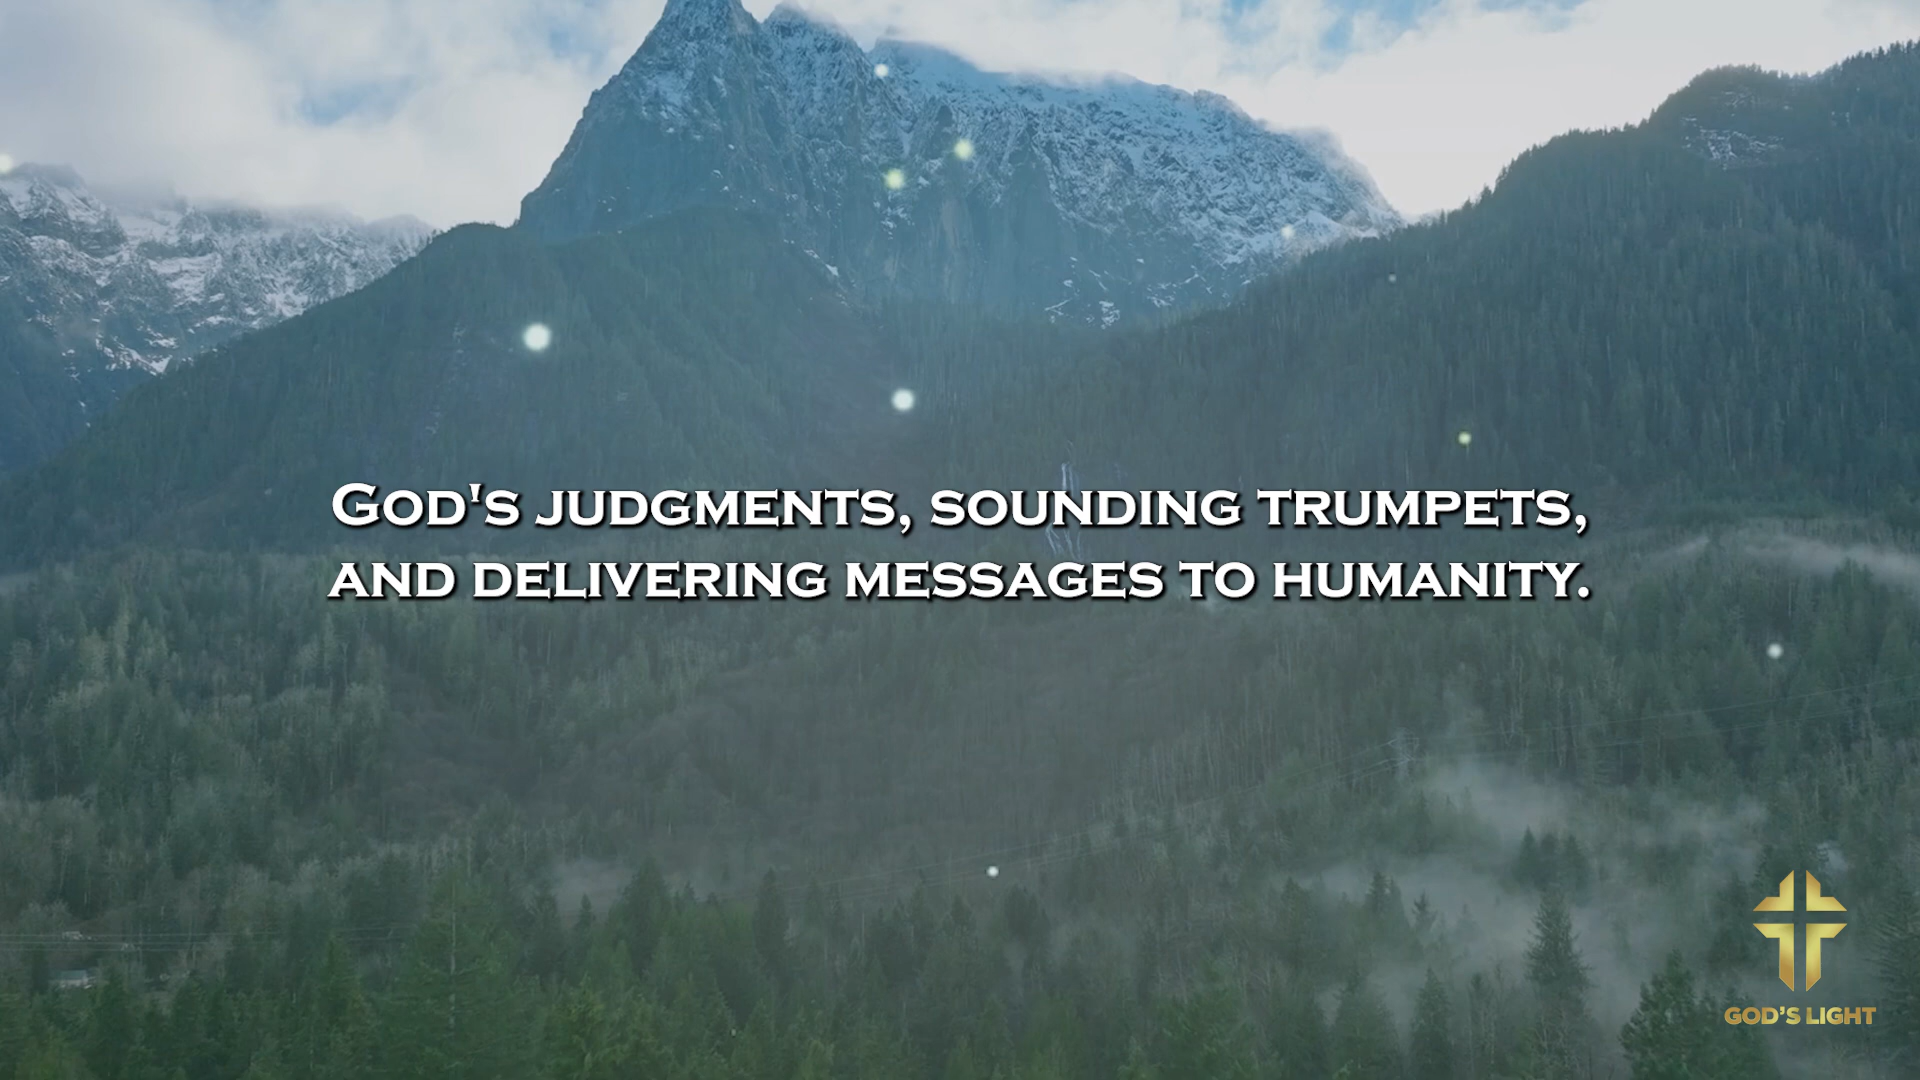 God's judgments, sounding trumpets,
and delivering messages to humanity.
GOD'S LIGHT